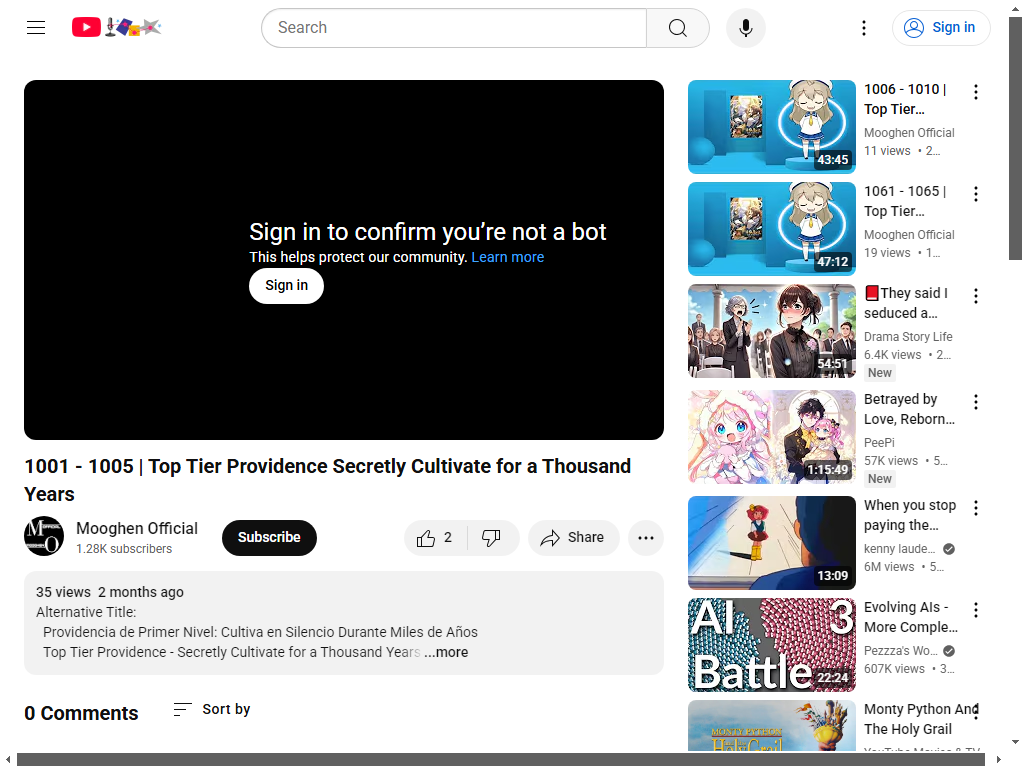 Search
Sign in
Sign in to confirm you're not a bot
This helps protect our community. Learn more
Sign in
1001 - 1005 | Top Tier Providence Secretly Cultivate for a Thousand
Years
Mooghen Official
1.28K subscribers
Subscribe
2
Share
35 views 2 months ago
Alternative Title:
Providencia de Primer Nivel: Cultiva en Silencio Durante Miles de Años
Top Tier Providence - Secretly Cultivate for a Thousand Years ...more
0 Comments
Sort by
43:45
1006 - 1010 |
Top Tier...
Mooghen Official
11 views • 2...
47:12
1061 - 1065 |
Top Tier...
Mooghen Official
19 views • 1...
54:51
They said I
seduced a...
Drama Story Life
6.4K views • 2...
New
1:15:49
Betrayed by
Love, Reborn...
PeePi
57K views • 5...
New
13:09
When you stop
paying the...
kenny laude...
6M views • 5...
AI 3
Battle
22:24
Evolving AIs -
More Comple...
Pezzza's Wo...
607K views • 3...
MONTY PYTHON
Holy Grail
Monty Python And
The Holy Grail
YouTube Movies & TV